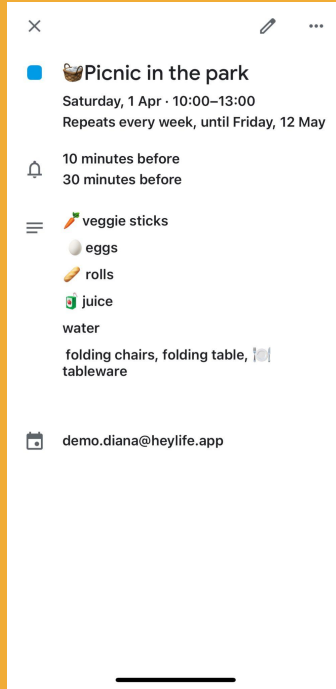 🧺Picnic in the park
Saturday, 1 Apr · 10:00–13:00
Repeats every week, until Friday, 12 May
10 minutes before
30 minutes before
🥕veggie sticks
🥚eggs
🥖 rolls
🧃juice
water
folding chairs, folding table, 🍽️
tableware
demo.diana@heylife.app